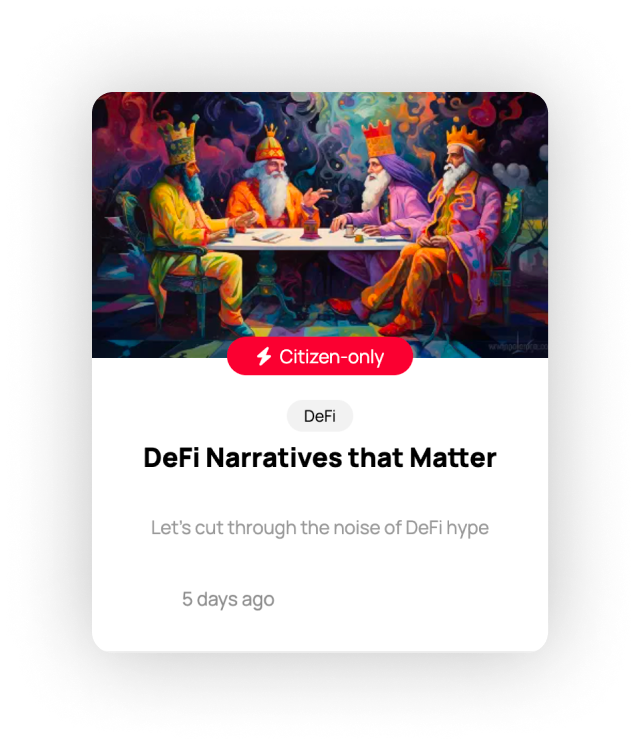 Citizen-only
DeFi
DeFi Narratives that Matter
Let's cut through the noise of DeFi hype
5 days ago